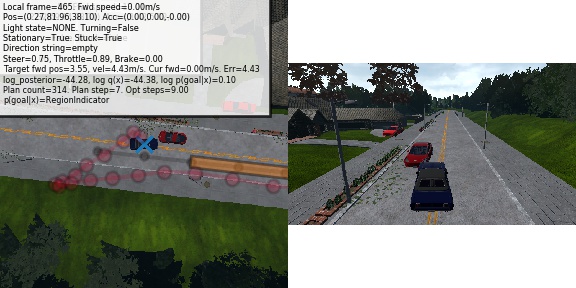 Local frame=465. Fwd.speed=0.00m/s
Pos=(0.27,81.96,38.10). Acc=(0.00,0.00,-0.00)
Light state=NONE. Turning=False
Stationary=True. Stuck=True
Direction string=empty
Steer=0.75, Throttle=0.89, Brake=0.00
Target fwd pos=3.55, vel=4.43m/s. Cur fwd=0.00m/s. Err=4.43
log_posterior=-44.28, log q(x)=-44.38, log p(goal|x)=0.10
Plan count=314. Plan step=7. Opt steps=9.00
p(goal|x)=RegionIndicator